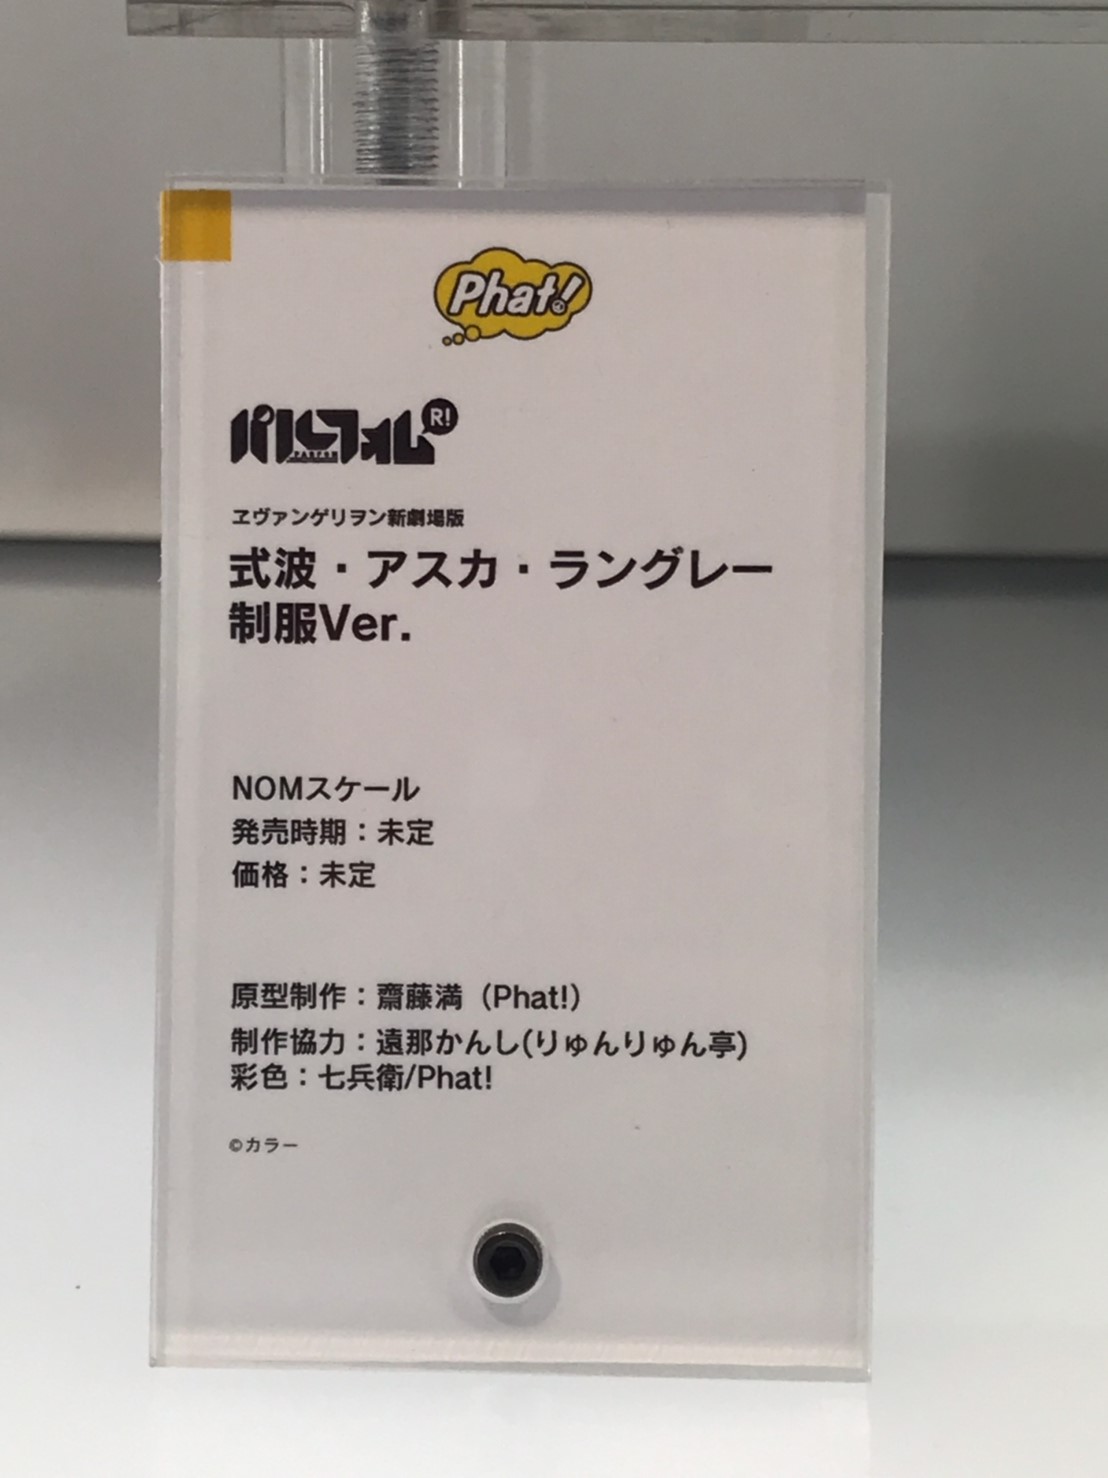 Phat!
パルフォム R!
PARFOM
ヱヴァンゲリヲン新劇場版
式波・アスカ・ラングレー
制服Ver.
NOMスケール
発売時期：未定
価格：未定
原型制作：齋藤満（Phat!）
制作協力：遠那かんし(りゅんりゅん亭)
彩色：七兵衛/Phat!
©カラー